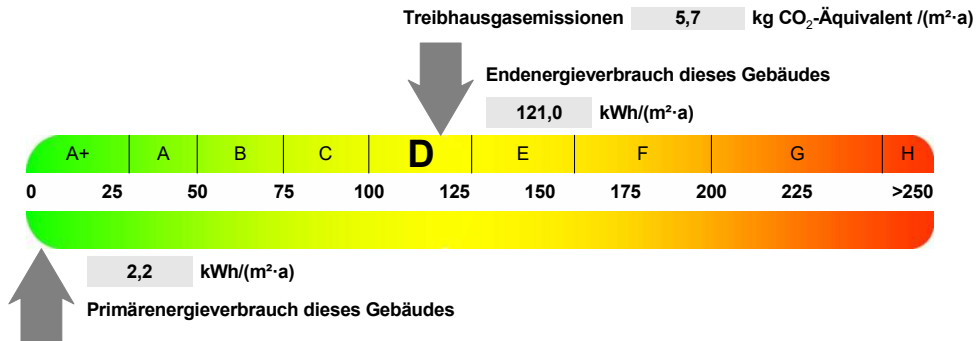 Treibhausgasemissionen 5,7 kg CO₂-Äquivalent /(m²·a)
Endenergieverbrauch dieses Gebäudes
121,0 kWh/(m²·a)
A+ A B C D E F G H
0 25 50 75 100 125 150 175 200 225 >250
2,2 kWh/(m²·a)
Primärenergieverbrauch dieses Gebäudes